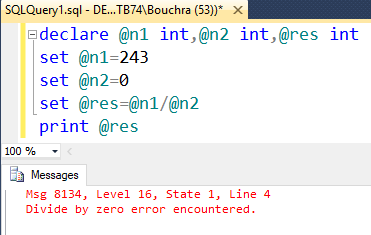 SQLQuery1.sql - DE...TB74\Bouchra (53))*
declare @n1 int,@n2 int,@res int
set @n1=243
set @n2=0
set @res=@n1/@n2
print @res
100 %
Messages
Msg 8134, Level 16, State 1, Line 4
Divide by zero error encountered.